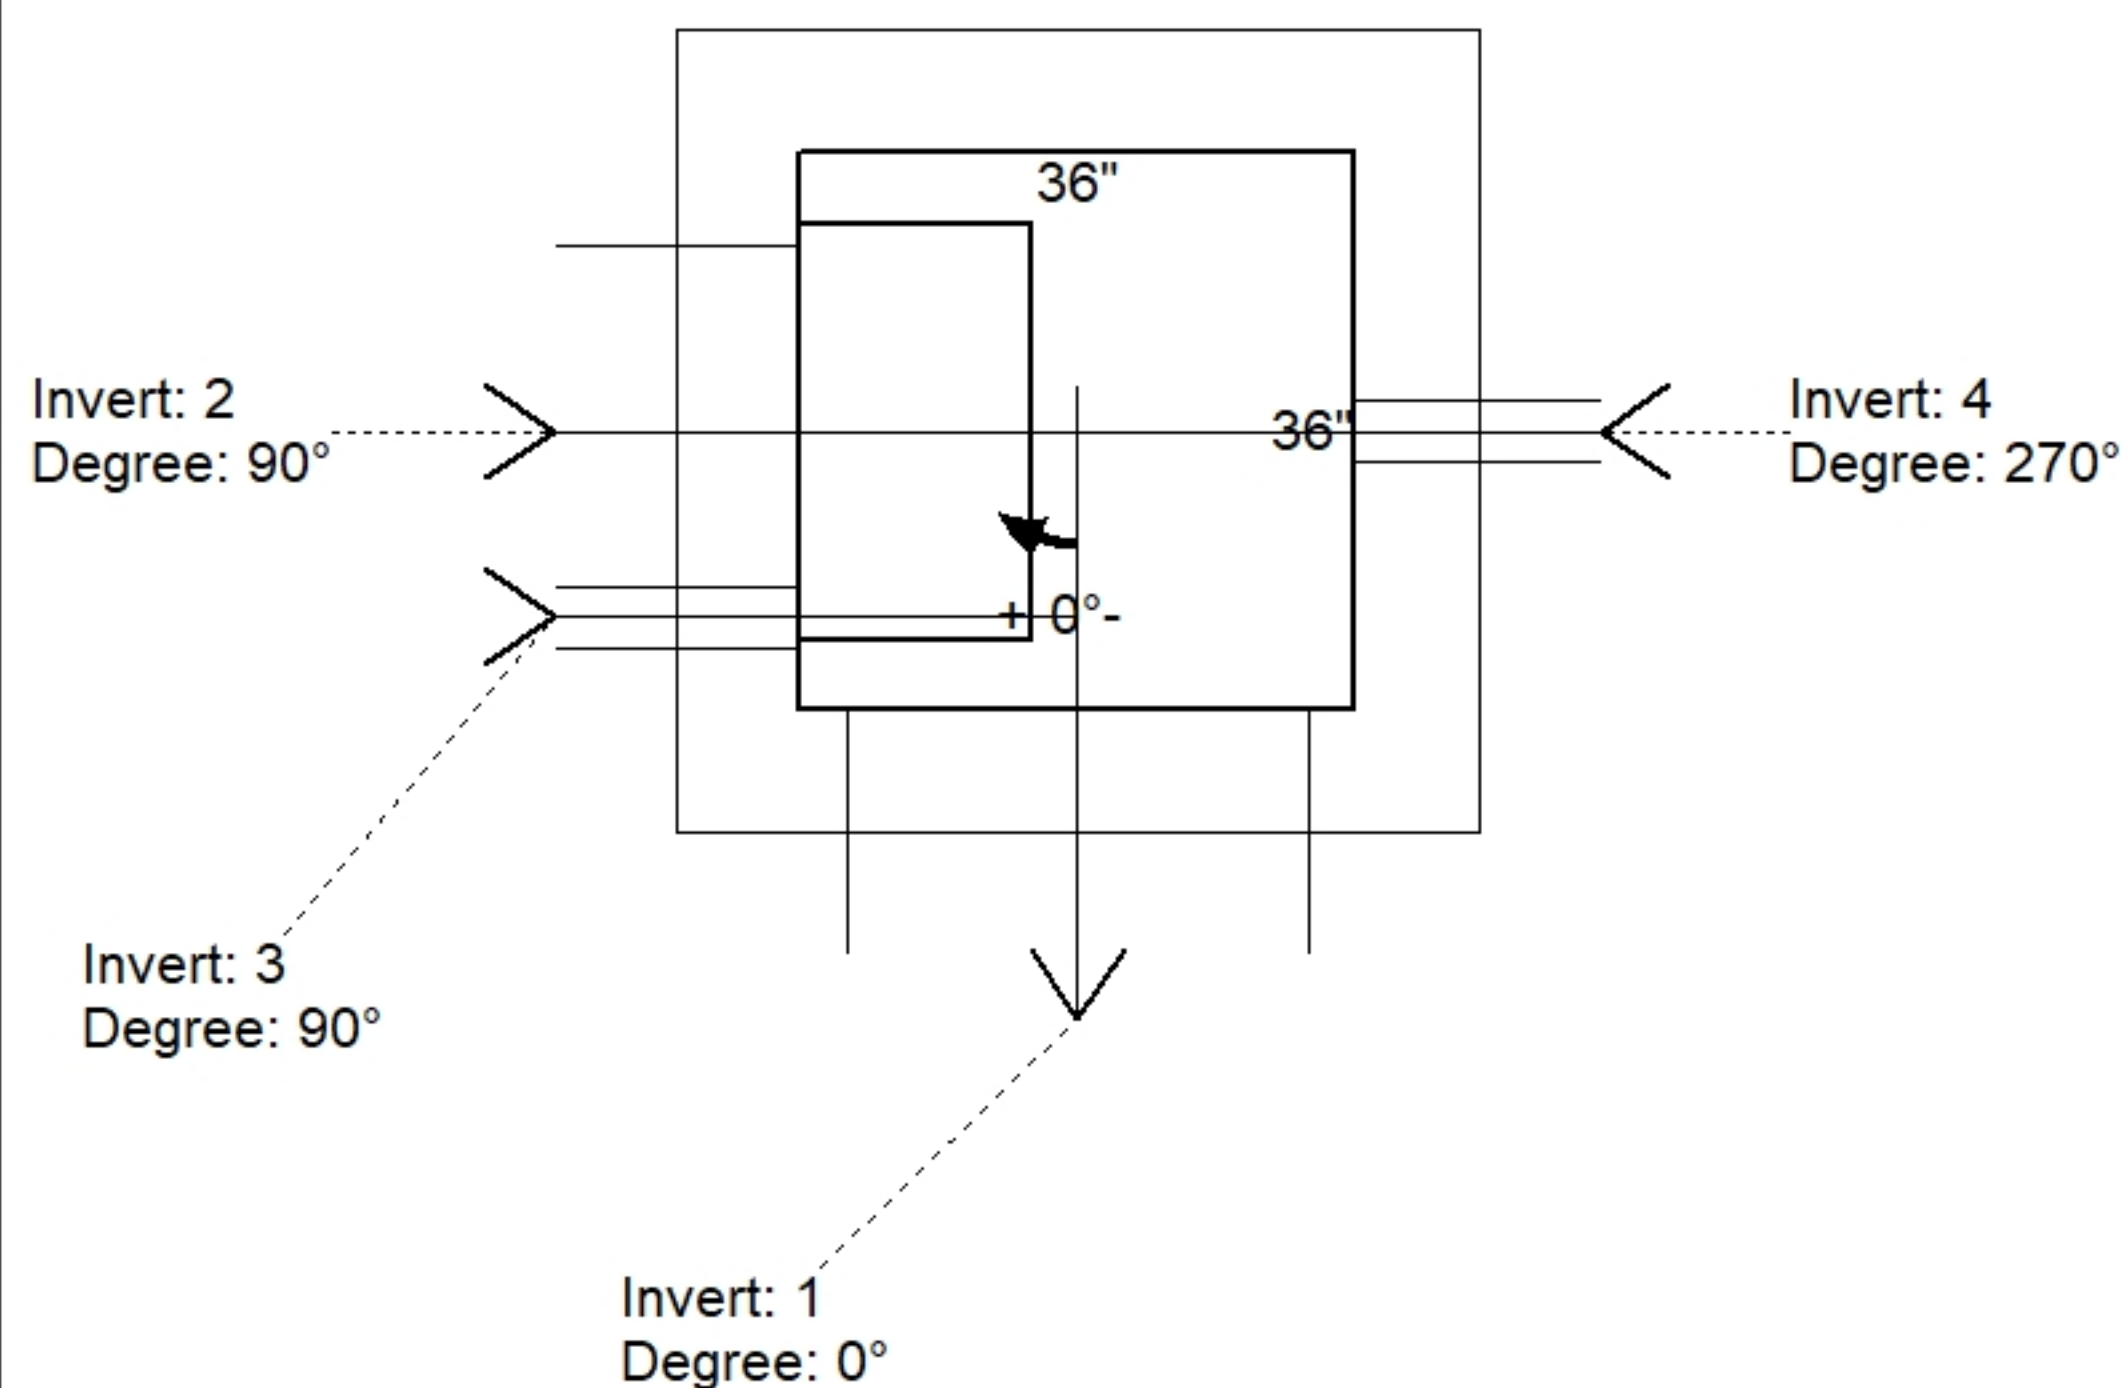 36"
Invert: 2
Degree: 90°
36"
Invert: 4
Degree: 270°
+ 0°-
Invert: 3
Degree: 90°
Invert: 1
Degree: 0°